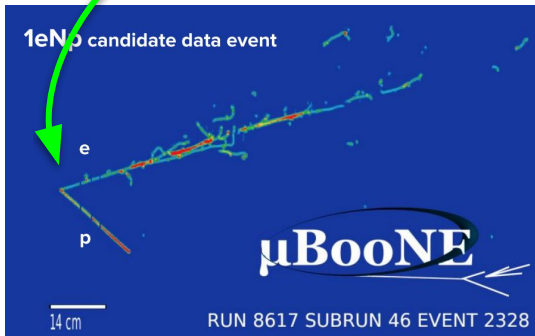 1eNp candidate data event
e
p
μBooNE
14 cm
RUN 8617 SUBRUN 46 EVENT 2328